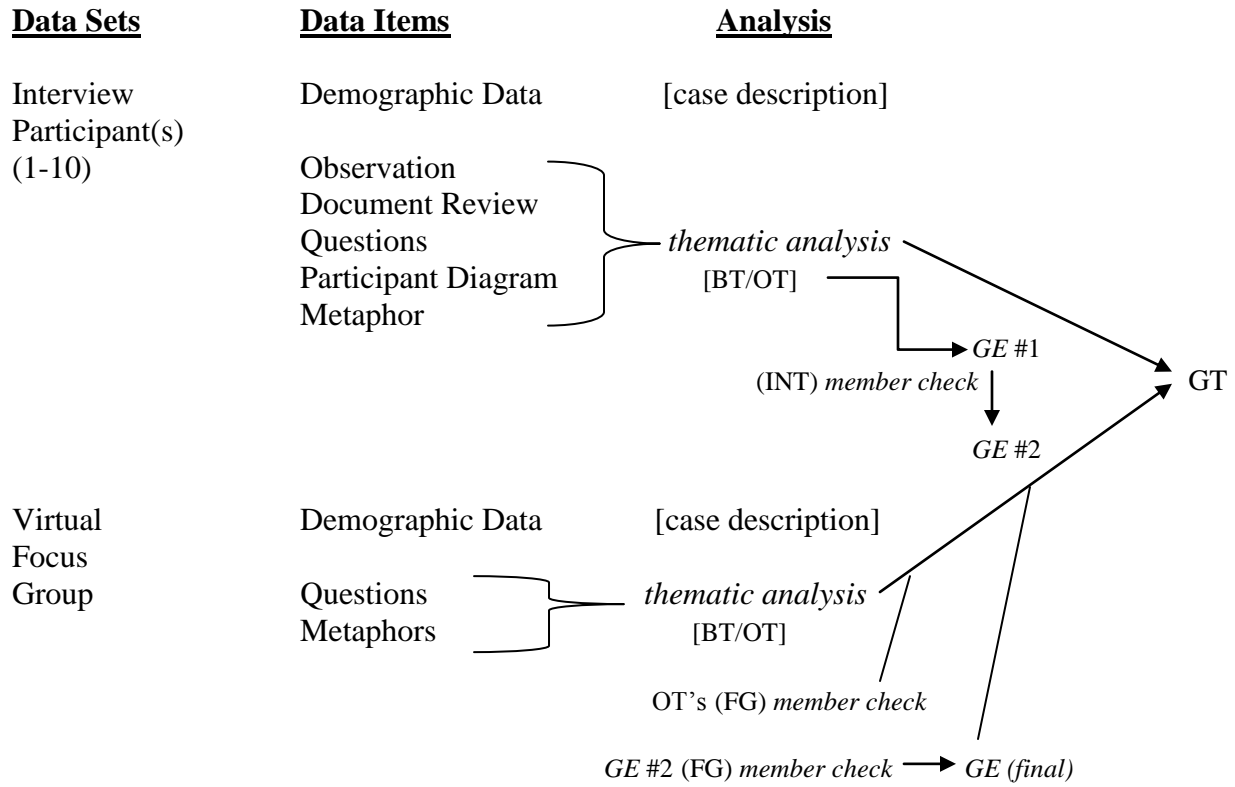 Data Sets Data Items Analysis
Interview Demographic Data [case description]
Participant(s)
(1-10) Observation
Document Review
Questions thematic analysis
Participant Diagram [BT/OT]
Metaphor
GE #1
(INT) member check GT
GE #2
Virtual Demographic Data [case description]
Focus
Group Questions thematic analysis
Metaphors [BT/OT]
OT’s (FG) member check
GE #2 (FG) member check GE (final)